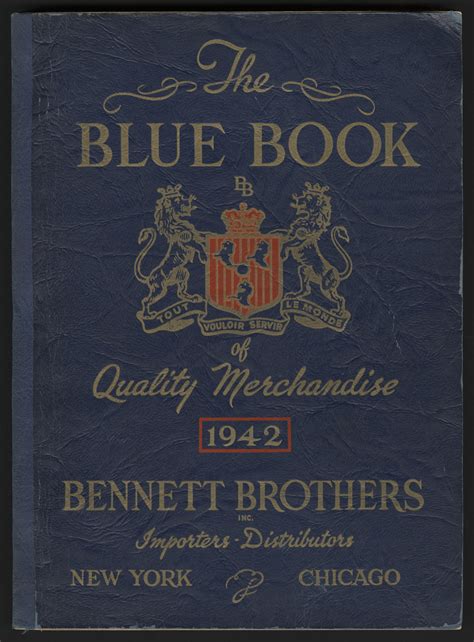 The
BLUE BOOK
BB
TOUT VOULOIR SERVIR LE MONDE
of
Quality Merchandise
1942
BENNETT BROTHERS
INC.
Importers - Distributors
NEW YORK CHICAGO